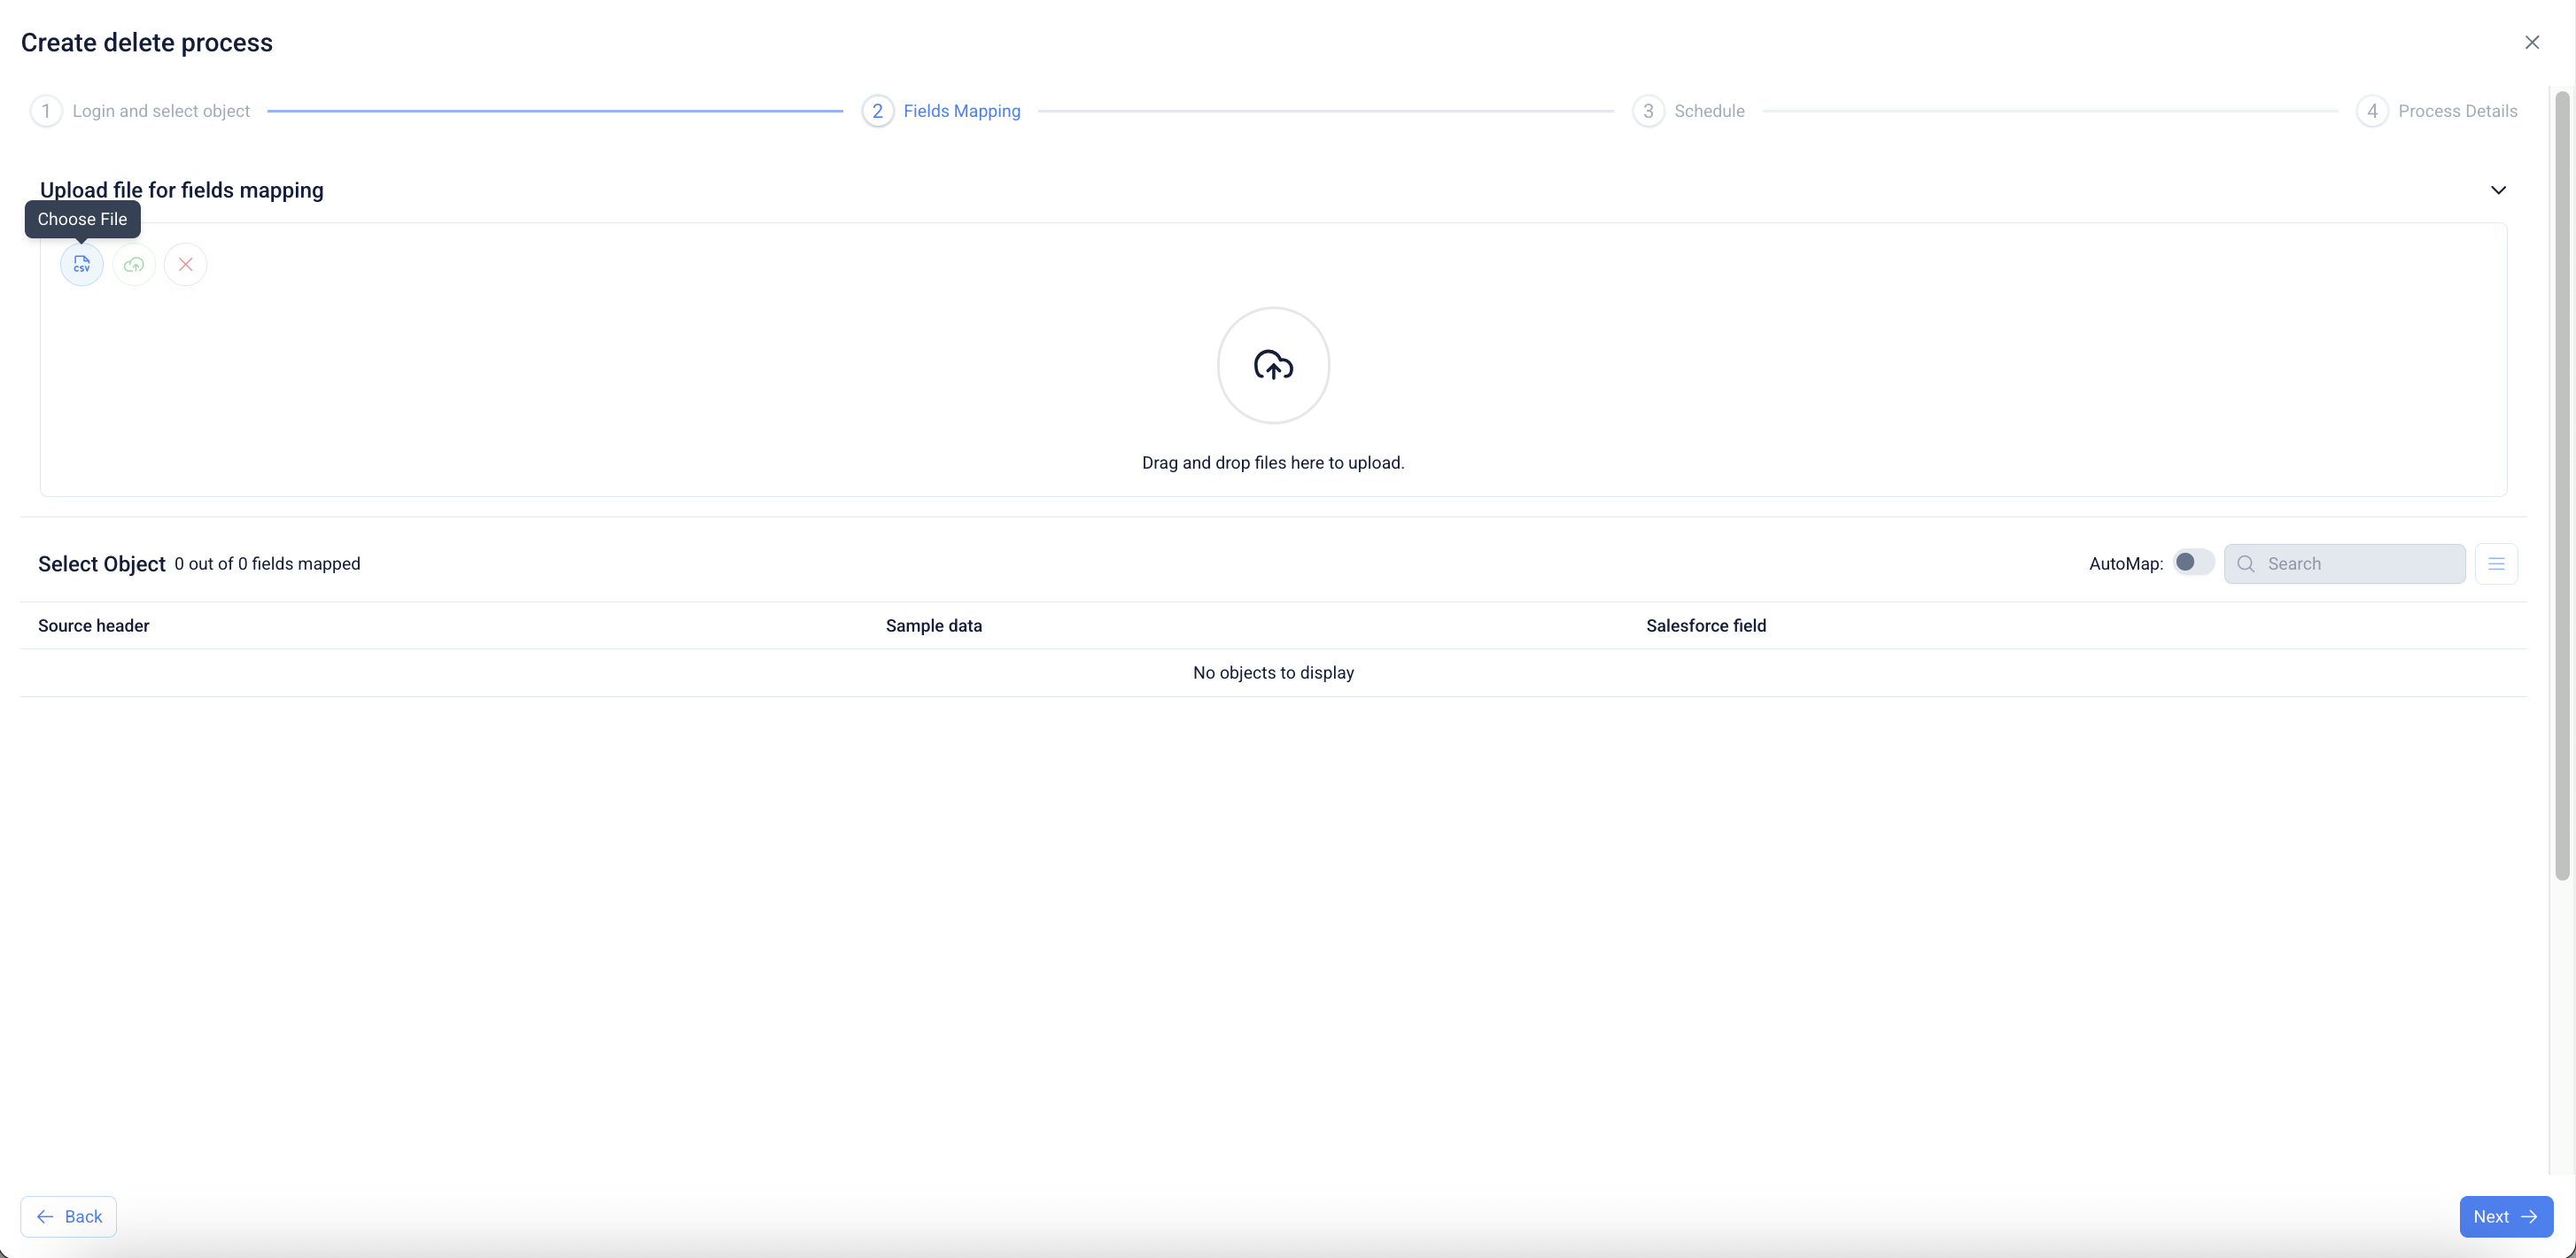 Create delete process
1 Login and select object 2 Fields Mapping 3 Schedule 4 Process Details
Upload file for fields mapping
Choose File
CSV
Drag and drop files here to upload.
Select Object 0 out of 0 fields mapped AutoMap: Search
Source header Sample data Salesforce field
No objects to display
Back Next